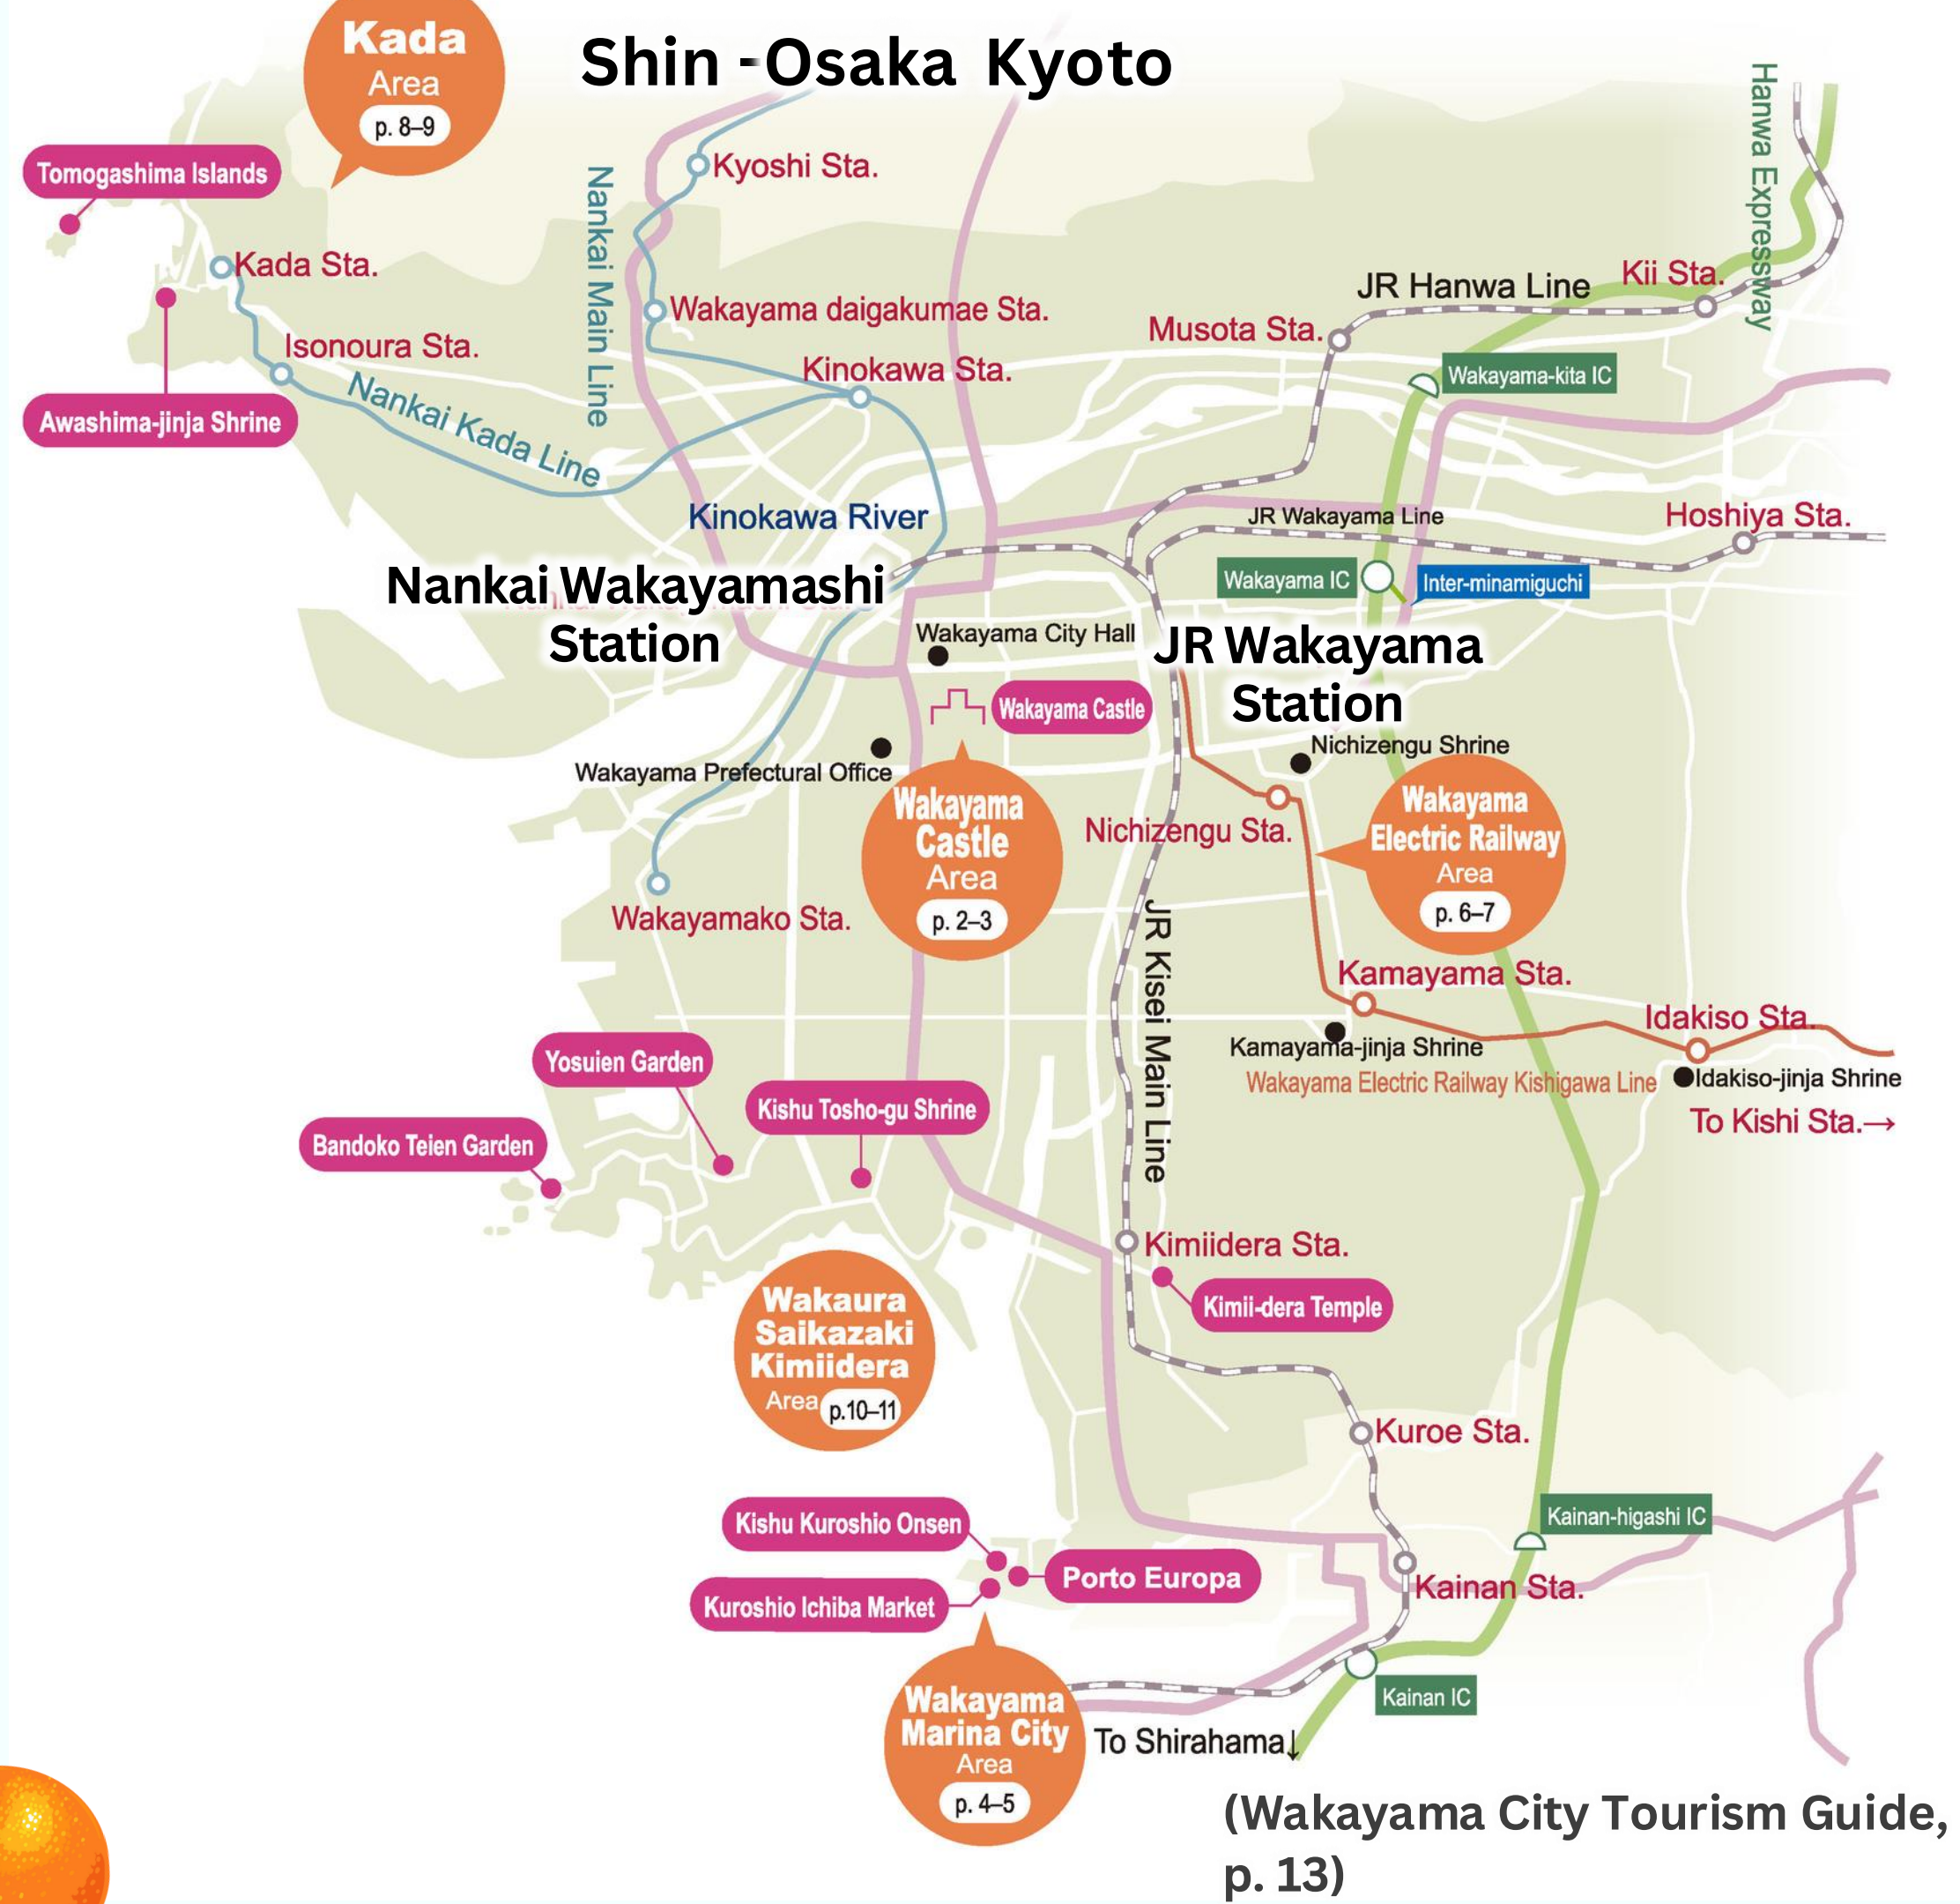 Kada
Area
p. 8–9
Shin -Osaka Kyoto
Hanwa Expressway
Tomogashima Islands
Kyoshi Sta.
Nankai Main Line
Kada Sta.
Wakayama daigakumae Sta.
JR Hanwa Line
Kii Sta.
Musota Sta.
Isonoura Sta.
Kinokawa Sta.
Wakayama-kita IC
Awashima-jinja Shrine
Nankai Kada Line
Kinokawa River
JR Wakayama Line
Hoshiya Sta.
Nankai Wakayamashi
Station
Wakayama IC
Inter-minamiguchi
Wakayama City Hall
JR Wakayama
Station
Wakayama Castle
Nichizengu Shrine
Wakayama Prefectural Office
Wakayama
Castle
Area
p. 2–3
Nichizengu Sta.
Wakayama
Electric Railway
Area
p. 6–7
Wakayamako Sta.
JR Kisei Main Line
Kamayama Sta.
Idakiso Sta.
Kamayama-jinja Shrine
Wakayama Electric Railway Kishigawa Line
Idakiso-jinja Shrine
To Kishi Sta.→
Yosuien Garden
Kishu Tosho-gu Shrine
Bandoko Teien Garden
Kimiidera Sta.
Kimii-dera Temple
Wakaura
Saikazaki
Kimiidera
Area p.10–11
Kuroe Sta.
Kishu Kuroshio Onsen
Porto Europa
Kuroshio Ichiba Market
Kainan-higashi IC
Kainan Sta.
Wakayama
Marina City
Area
p. 4–5
Kainan IC
To Shirahama↓
(Wakayama City Tourism Guide,
p. 13)